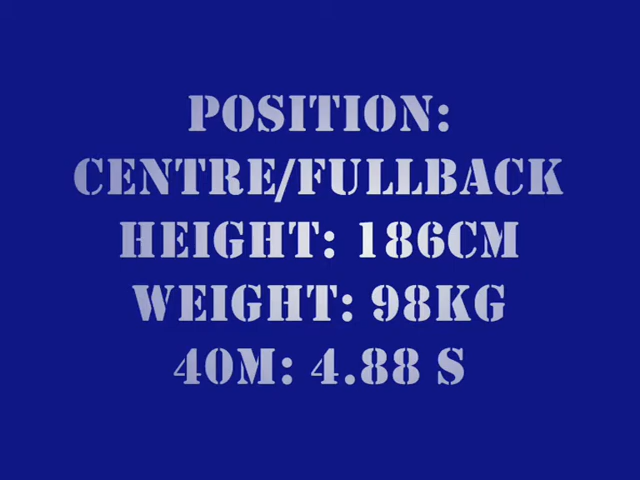 POSITION:
CENTRE/FULLBACK
HEIGHT: 186CM
WEIGHT: 98KG
40M: 4.88 S